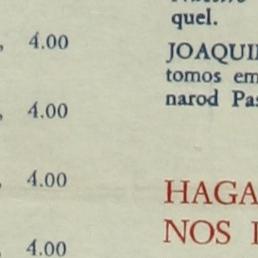 quel.
4.00
JOAQUI
tomos em
4.00
narod Pas
4.00
HAGA
NOS
4.00